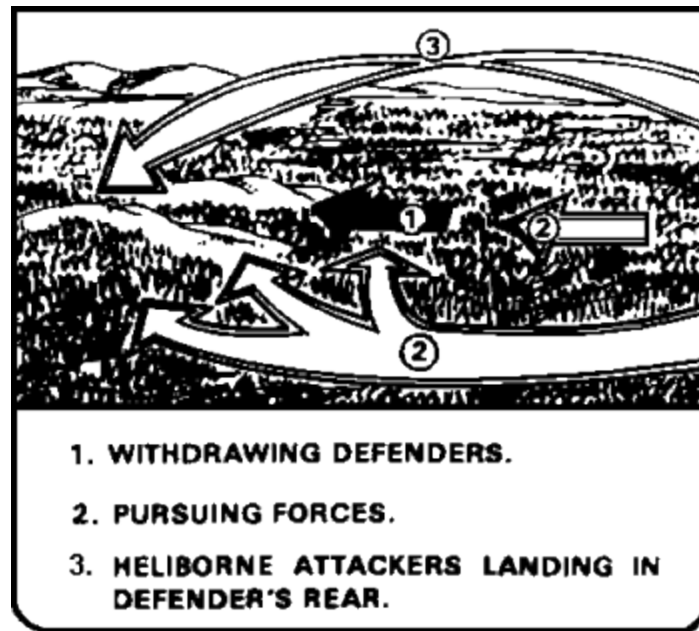 3
1
2
2
1. WITHDRAWING DEFENDERS.
2. PURSUING FORCES.
3. HELIBORNE ATTACKERS LANDING IN
DEFENDER'S REAR.